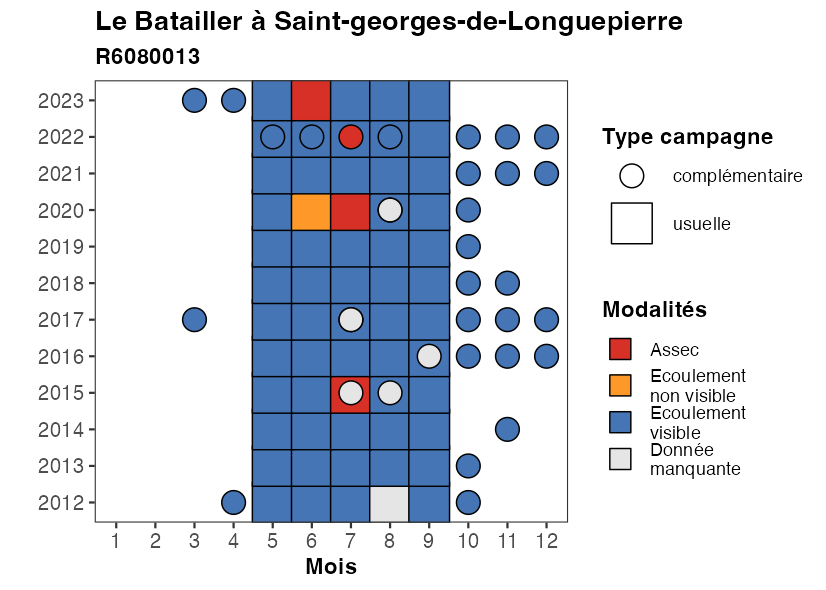 Le Batailler à Saint-georges-de-Longuepierre
R6080013
2023
2022
2021
2020
2019
2018
2017
2016
2015
2014
2013
2012
1 2 3 4 5 6 7 8 9 10 11 12
Mois
Type campagne
complémentaire
usuelle
Modalités
Assec
Ecoulement
non visible
Ecoulement
visible
Donnée
manquante